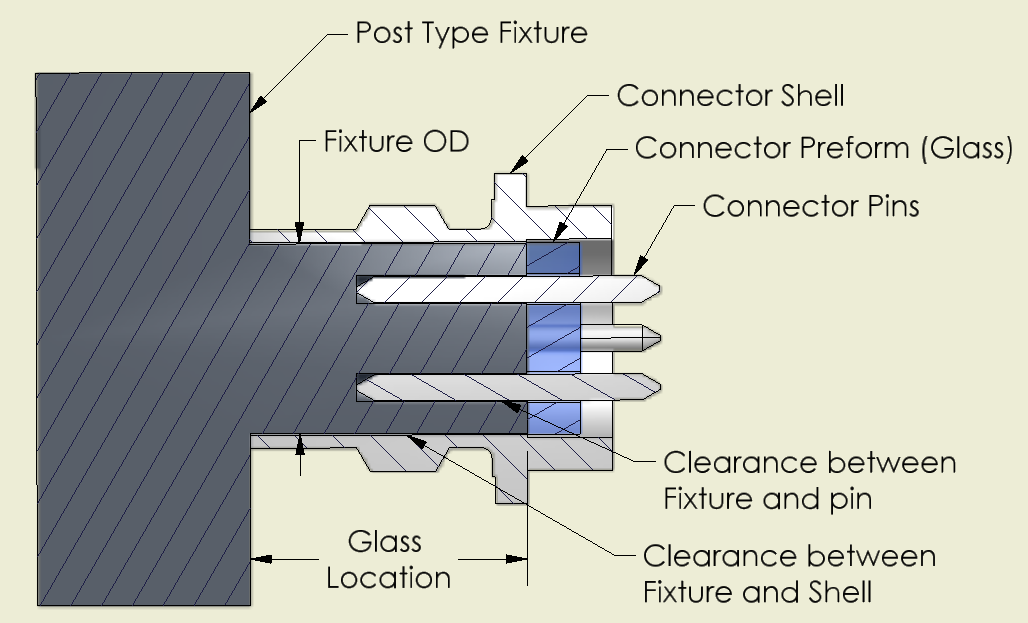 Post Type Fixture
Connector Shell
Fixture OD
Connector Preform (Glass)
Connector Pins
Clearance between
Fixture and pin
Glass
Location
Clearance between
Fixture and Shell